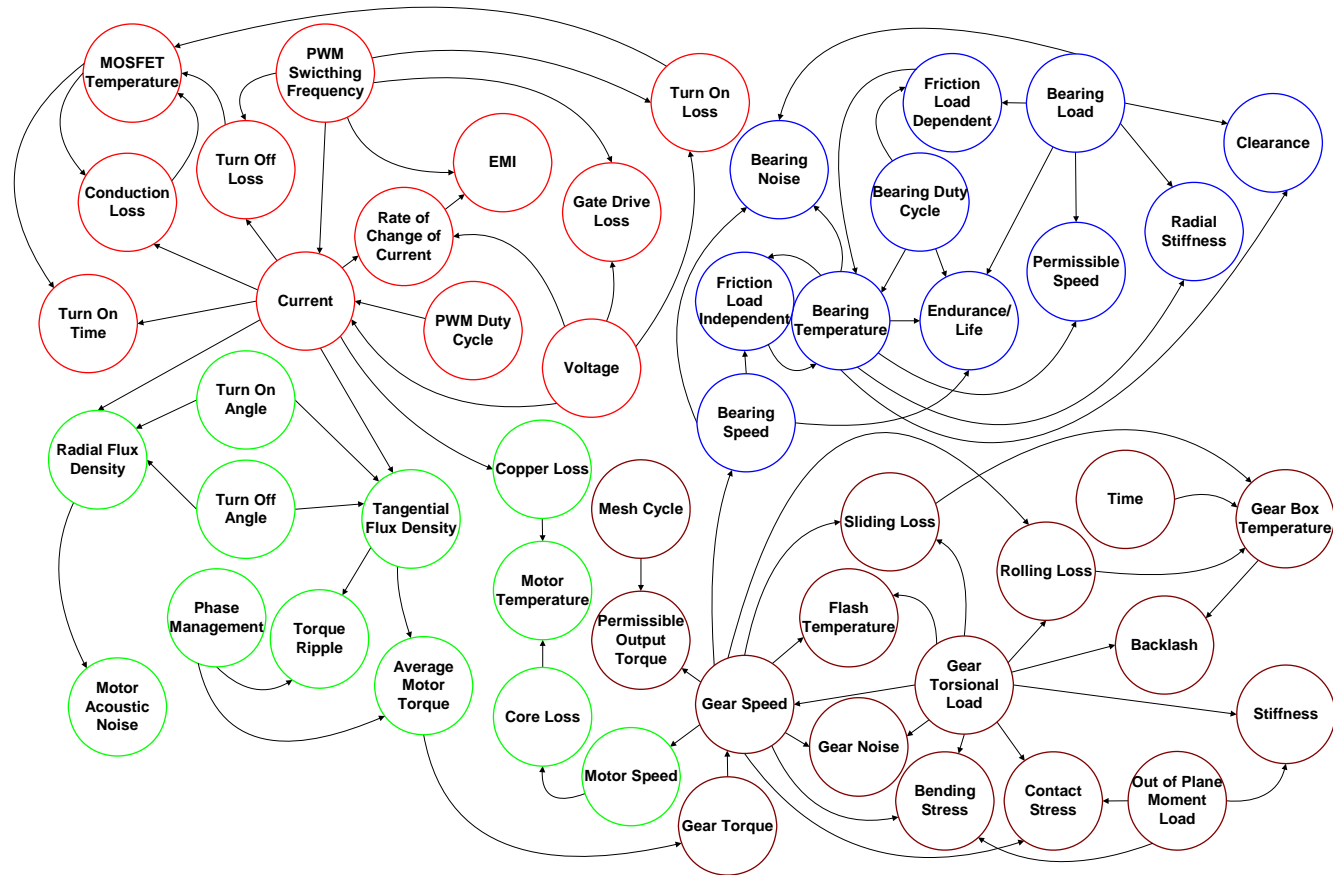 MOSFET
Temperature
PWM
Swicthing
Frequency
Turn On
Loss
Conduction
Loss
Turn Off
Loss
EMI
Gate Drive
Loss
Rate of
Change of
Current
Turn On
Time
Current
PWM Duty
Cycle
Voltage
Bearing
Noise
Friction
Load
Dependent
Bearing
Load
Clearance
Bearing Duty
Cycle
Radial
Stiffness
Permissible
Speed
Friction
Load
Independent
Bearing
Temperature
Endurance/
Life
Bearing
Speed
Turn On
Angle
Radial Flux
Density
Turn Off
Angle
Tangential
Flux Density
Copper Loss
Motor
Temperature
Phase
Management
Torque
Ripple
Average
Motor
Torque
Motor
Acoustic
Noise
Core Loss
Motor Speed
Mesh Cycle
Permissible
Output
Torque
Sliding Loss
Flash
Temperature
Rolling Loss
Time
Gear Box
Temperature
Backlash
Gear Speed
Gear
Torsional
Load
Stiffness
Gear Noise
Gear Torque
Bending
Stress
Contact
Stress
Out of Plane
Moment
Load